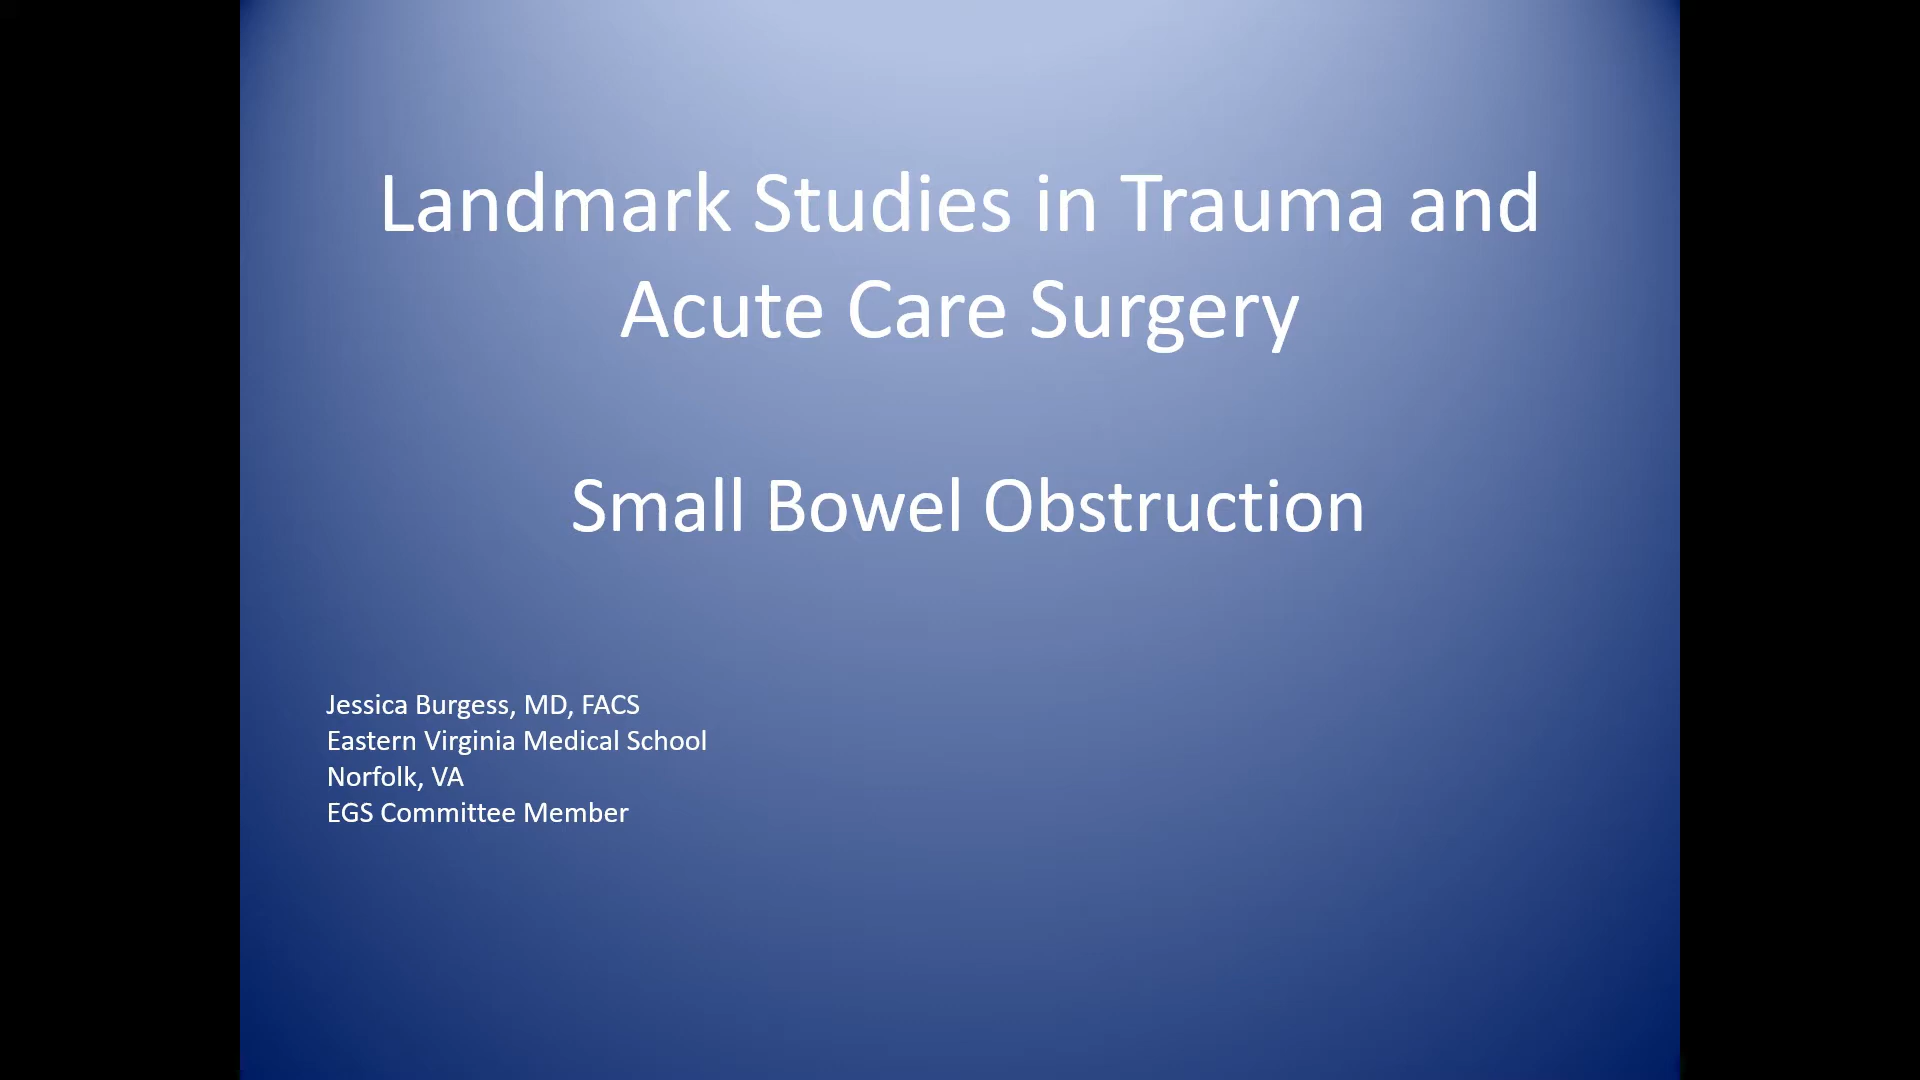 Landmark Studies in Trauma and
Acute Care Surgery
Small Bowel Obstruction
Jessica Burgess, MD, FACS
Eastern Virginia Medical School
Norfolk, VA
EGS Committee Member